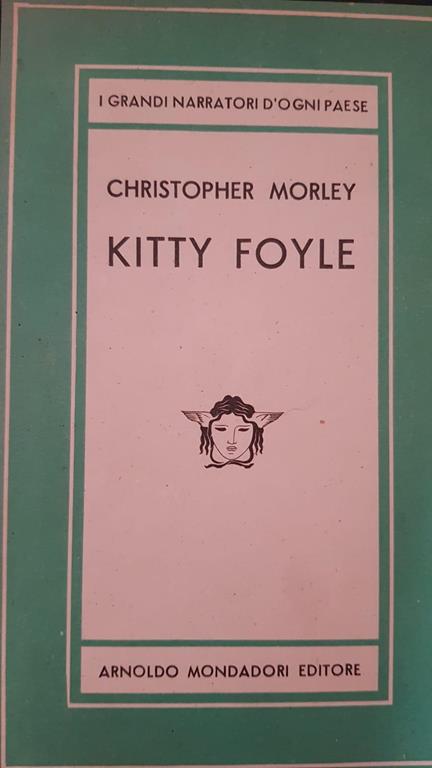 I GRANDI NARRATORI D'OGNI PAESE
CHRISTOPHER MORLEY
KITTY FOYLE
ARNOLDO MONDADORI EDITORE